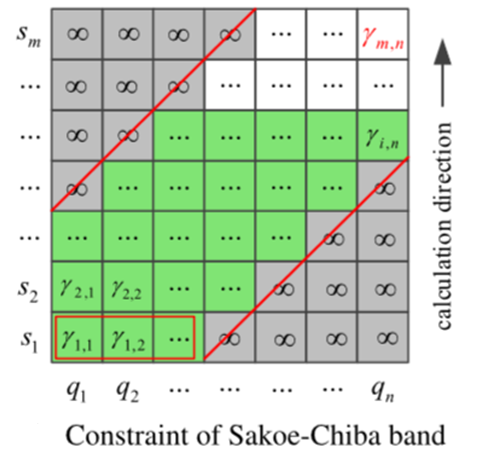 s_m ∞ ∞ ∞ ∞ ... ... γ_{m,n}
... ∞ ∞ ∞ ... ... ... ...
... ∞ ∞ ... ... ... ... γ_{i,n}
... ∞ ... ... ... ... ... ∞
... ... ... ... ... ... ∞ ∞
s_2 γ_{2,1} γ_{2,2} ... ... ∞ ∞ ∞
s_1 γ_{1,1} γ_{1,2} ... ∞ ∞ ∞ ∞
q_1 q_2 ... ... ... ... q_n
calculation direction
Constraint of Sakoe-Chiba band